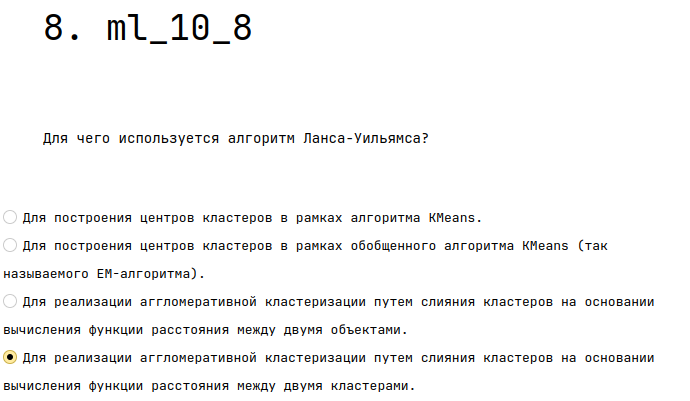 8. ml_10_8
Для чего используется алгоритм Ланса-Уильямса?
Для построения центров кластеров в рамках алгоритма KMeans.
Для построения центров кластеров в рамках обобщенного алгоритма KMeans (так
называемого EM-алгоритма).
Для реализации аггломеративной кластеризации путем слияния кластеров на основании
вычисления функции расстояния между двумя объектами.
Для реализации аггломеративной кластеризации путем слияния кластеров на основании
вычисления функции расстояния между двумя кластерами.